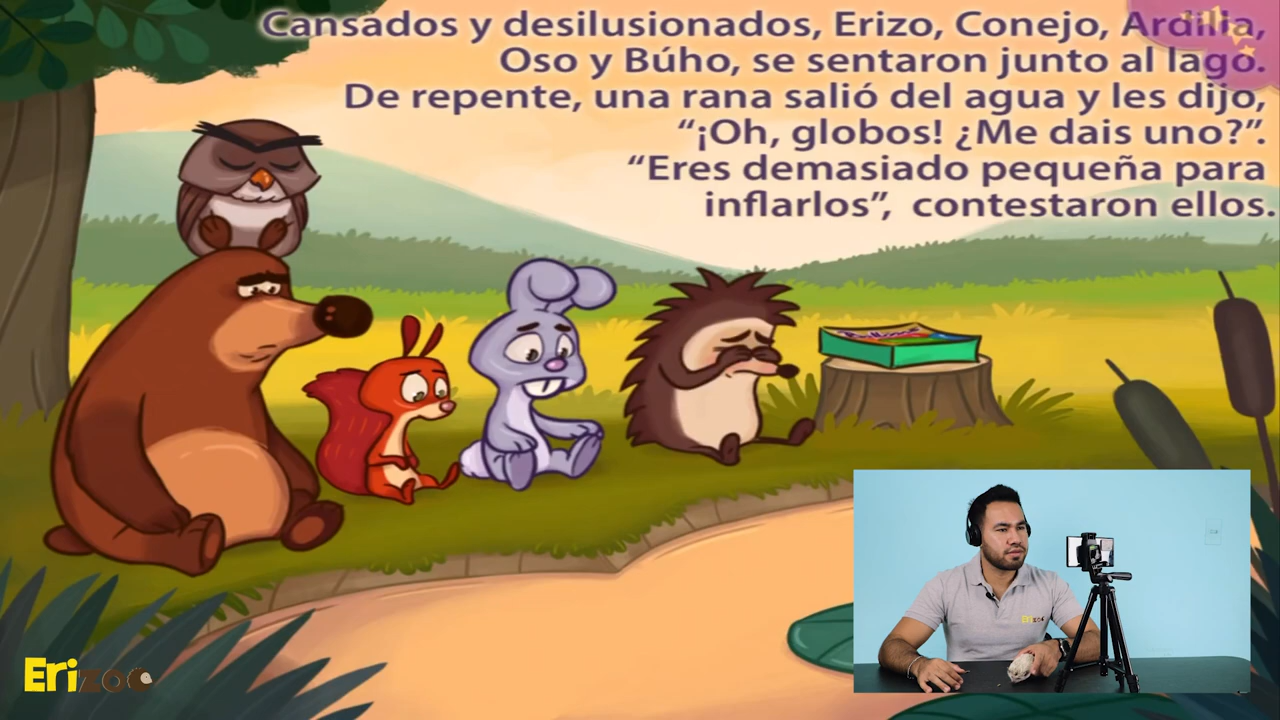 Cansados y desilusionados, Erizo, Conejo, Ardilla,
Oso y Búho, se sentaron junto al lago.
De repente, una rana salió del agua y les dijo,
“¡Oh, globos! ¿Me dais uno?”.
“Eres demasiado pequeña para
inflarlos”, contestaron ellos.
Erizoo
Erizoo